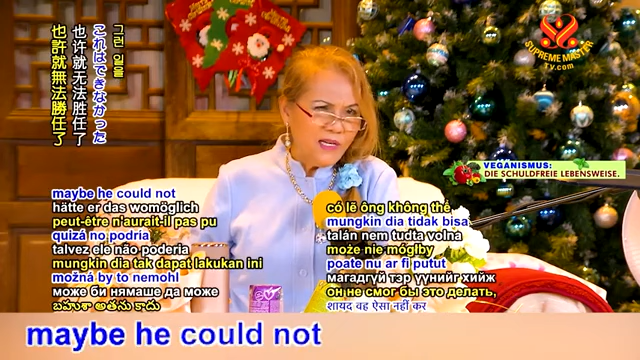 SUPREME MASTER
TV.com
그런 일을
これはできなかった
也许就无法胜任了
也許就無法勝任了
VEGANISMUS:
DIE SCHULDFREIE LEBENSWEISE.
maybe he could not
hätte er das womöglich
peut-être n'aurait-il pas pu
quizá no podría
talvez ele não poderia
mungkin dia tak dapat lakukan ini
možná by to nemohl
може би нямаше да може
బహుశా అతను కాదు
có lẽ ông không thể
mungkin dia tidak bisa
talán nem tudta volna
może nie mógłby
poate nu ar fi putut
магадгүй тэр үүнийг хийж
он не смог бы это делать,
शायद वह ऐसा नहीं कर
maybe he could not